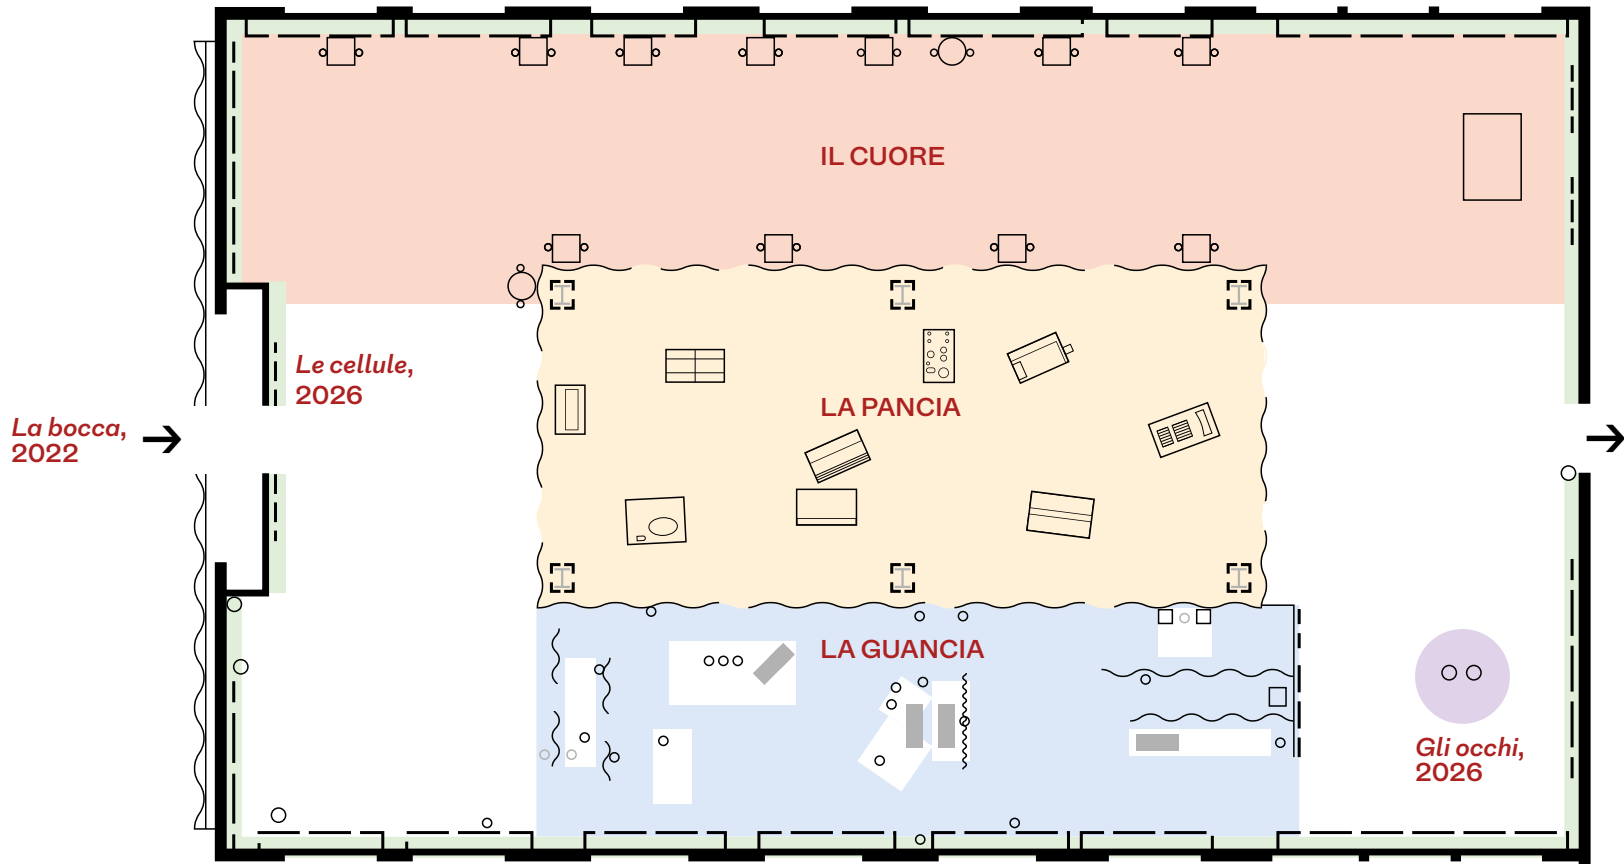 IL CUORE
Le cellule,
2026
LA PANCIA
La bocca,
2022
LA GUANCIA
Gli occhi,
2026